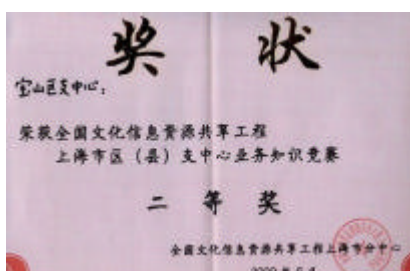 奖状
宝山区支中心：
荣获全国文化信息资源共享工程
上海市区（县）支中心业务知识竞赛
二等奖
全国文化信息资源共享工程上海市分中心